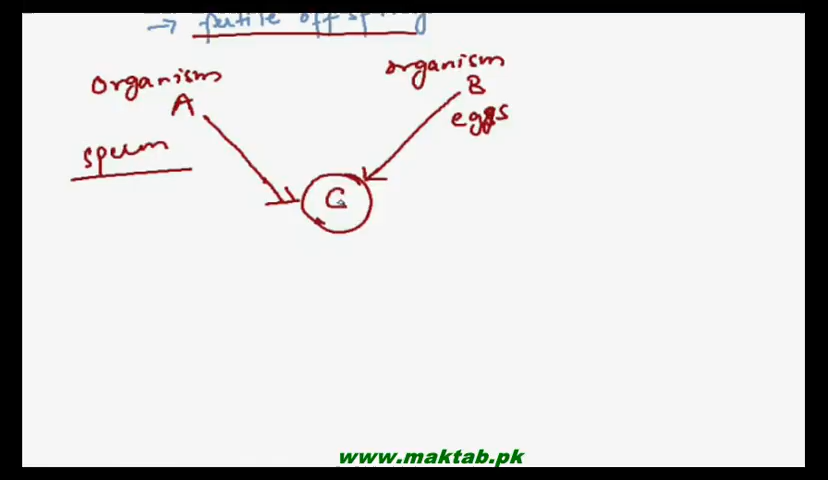 → fertile offspring
organism
A
organism
B
sperm
eggs
C
www.maktab.pk